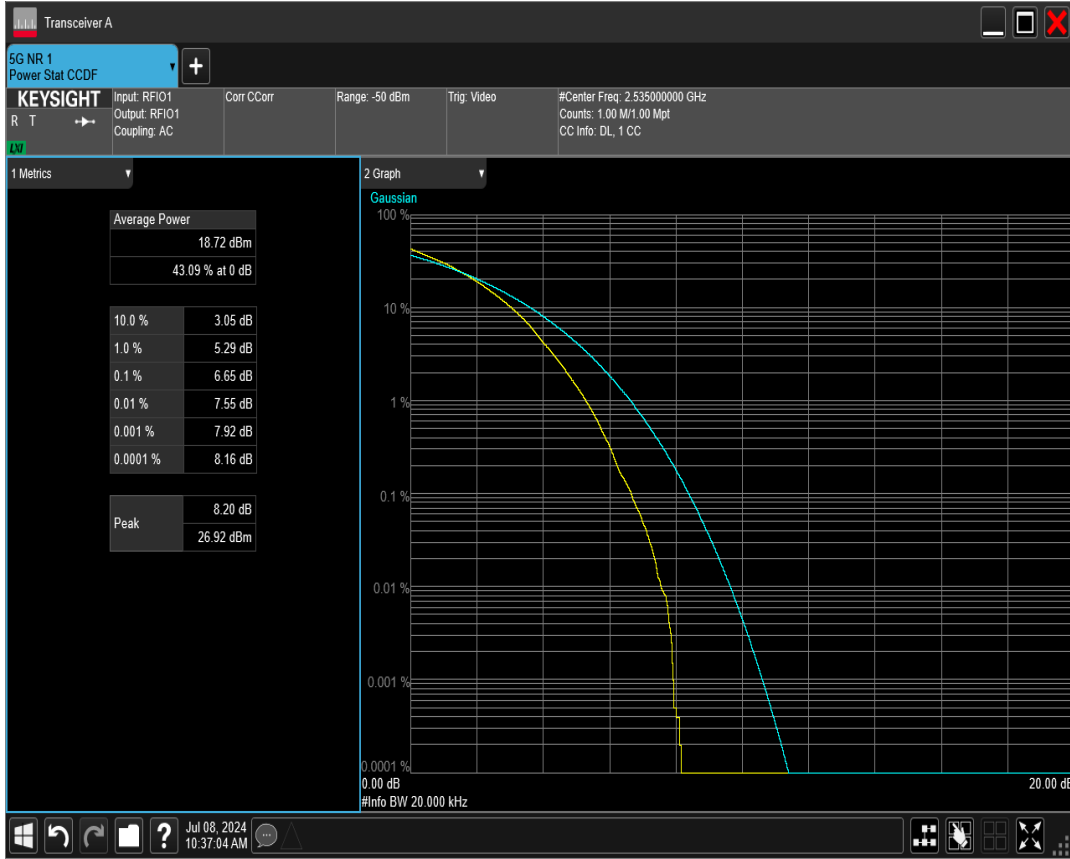 Transceiver A
5G NR 1
Power Stat CCDF
+
KEYSIGHT
R T
LXI
Input: RFIO1
Output: RFIO1
Coupling: AC
Corr CCorr
Range: -50 dBm
Trig: Video
#Center Freq: 2.535000000 GHz
Counts: 1.00 M/1.00 Mpt
CC Info: DL, 1 CC
1 Metrics
Average Power
18.72 dBm
43.09 % at 0 dB
10.0 % 3.05 dB
1.0 % 5.29 dB
0.1 % 6.65 dB
0.01 % 7.55 dB
0.001 % 7.92 dB
0.0001 % 8.16 dB
Peak
8.20 dB
26.92 dBm
2 Graph
Gaussian
100 %
10 %
1 %
0.1 %
0.01 %
0.001 %
0.0001 %
0.00 dB 20.00 dB
#Info BW 20.000 kHz
?
Jul 08, 2024
10:37:04 AM